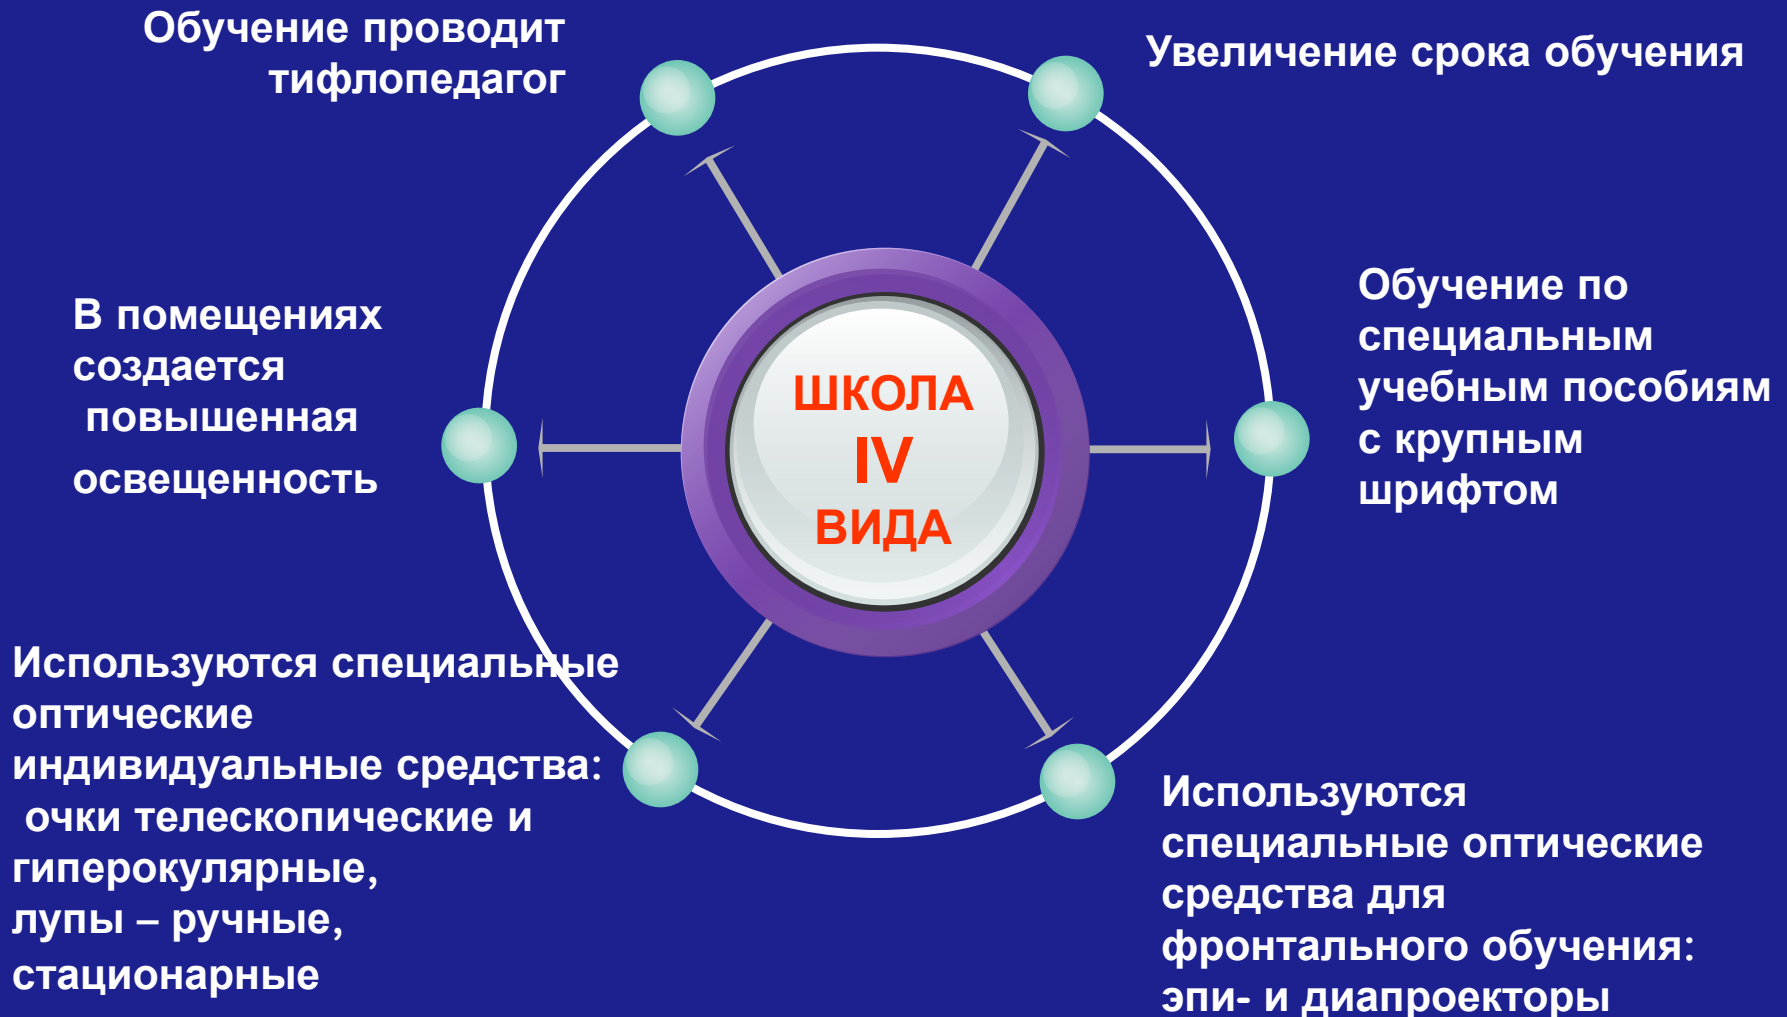 Обучение проводит
тифлопедагог
Увеличение срока обучения
В помещениях
создается
повышенная
освещенность
ШКОЛА
IV
ВИДА
Обучение по
специальным
учебным пособиям
с крупным
шрифтом
Используются специальные
оптические
индивидуальные средства:
очки телескопические и
гиперокулярные,
лупы – ручные,
стационарные
Используются
специальные оптические
средства для
фронтального обучения:
эпи- и диапроекторы